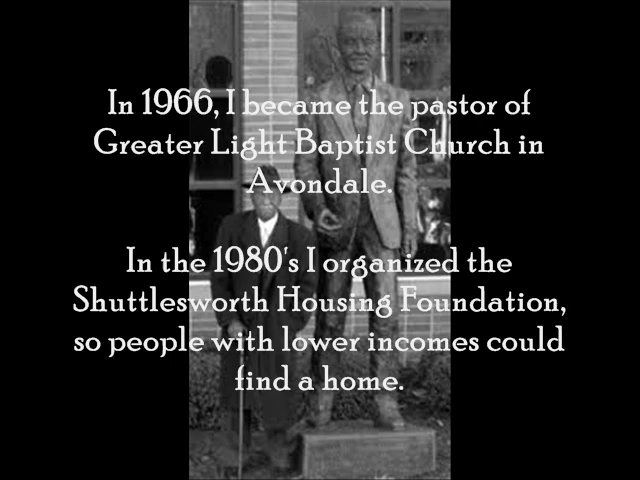 In 1966, I became the pastor of
Greater Light Baptist Church in
Avondale.
In the 1980's I organized the
Shuttlesworth Housing Foundation,
so people with lower incomes could
find a home.